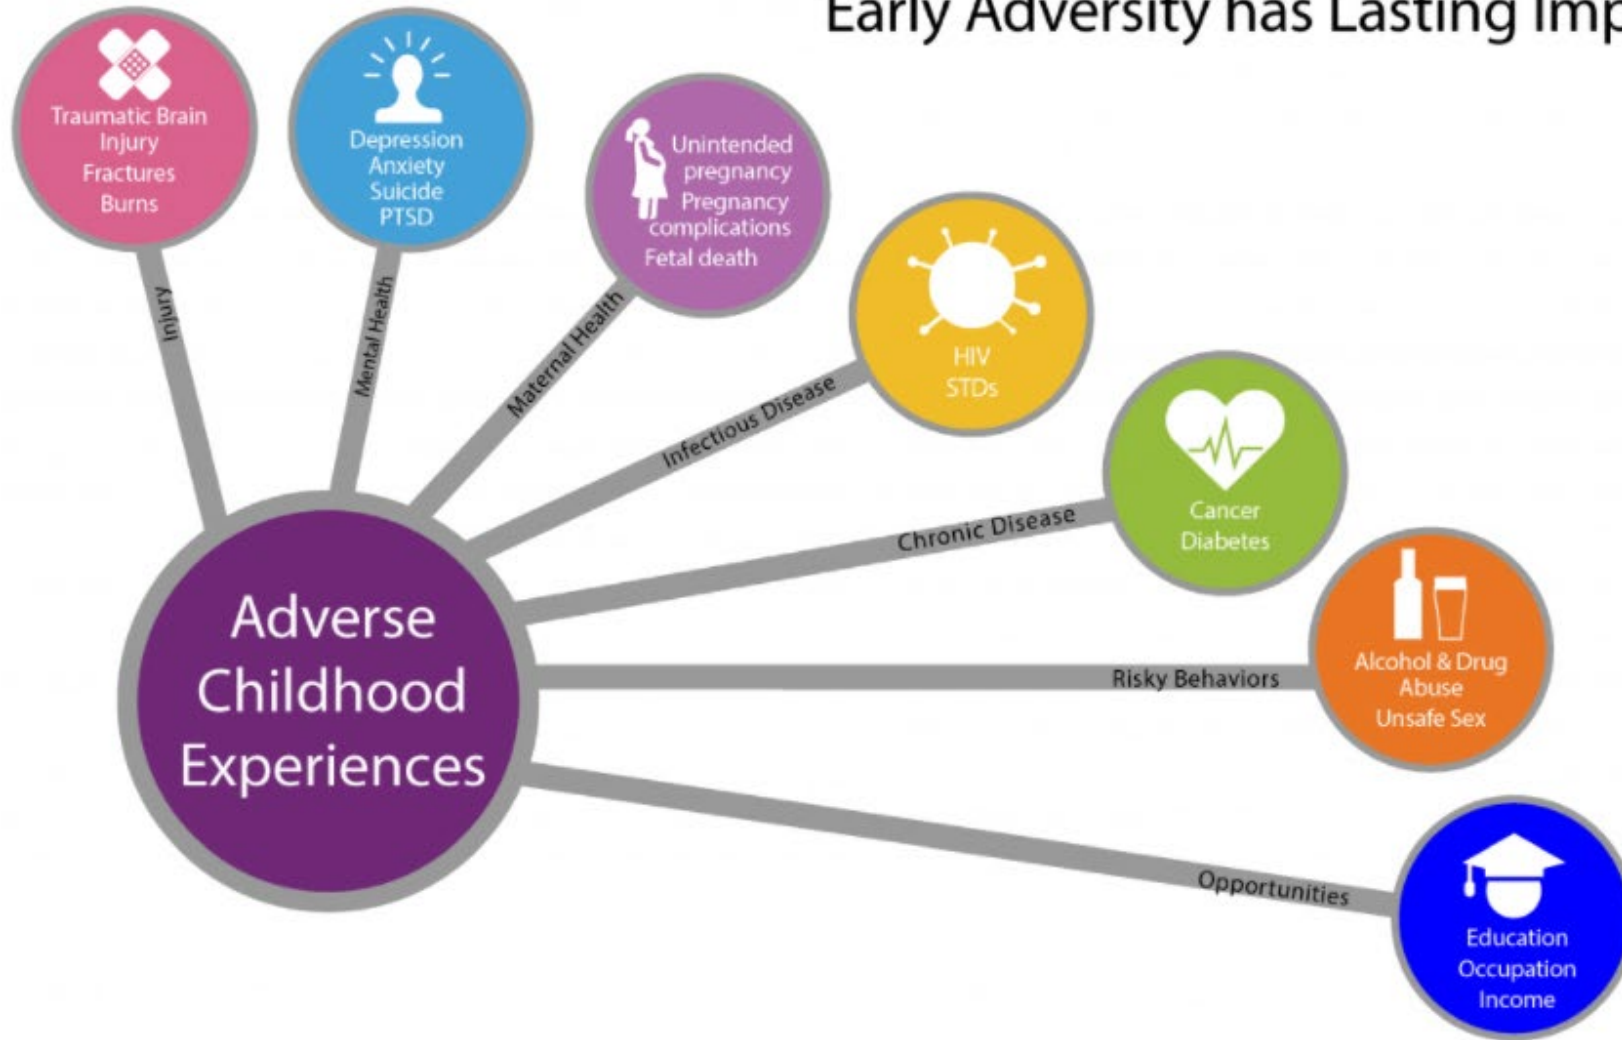 Early Adversity has Lasting Imp
Traumatic Brain
Injury
Fractures
Burns
Depression
Anxiety
Suicide
PTSD
Unintended
pregnancy
Pregnancy
complications
Fetal death
HIV
STDs
Cancer
Diabetes
Alcohol & Drug
Abuse
Unsafe Sex
Education
Occupation
Income
Injury
Mental Health
Maternal Health
Infectious Disease
Chronic Disease
Risky Behaviors
Opportunities
Adverse
Childhood
Experiences